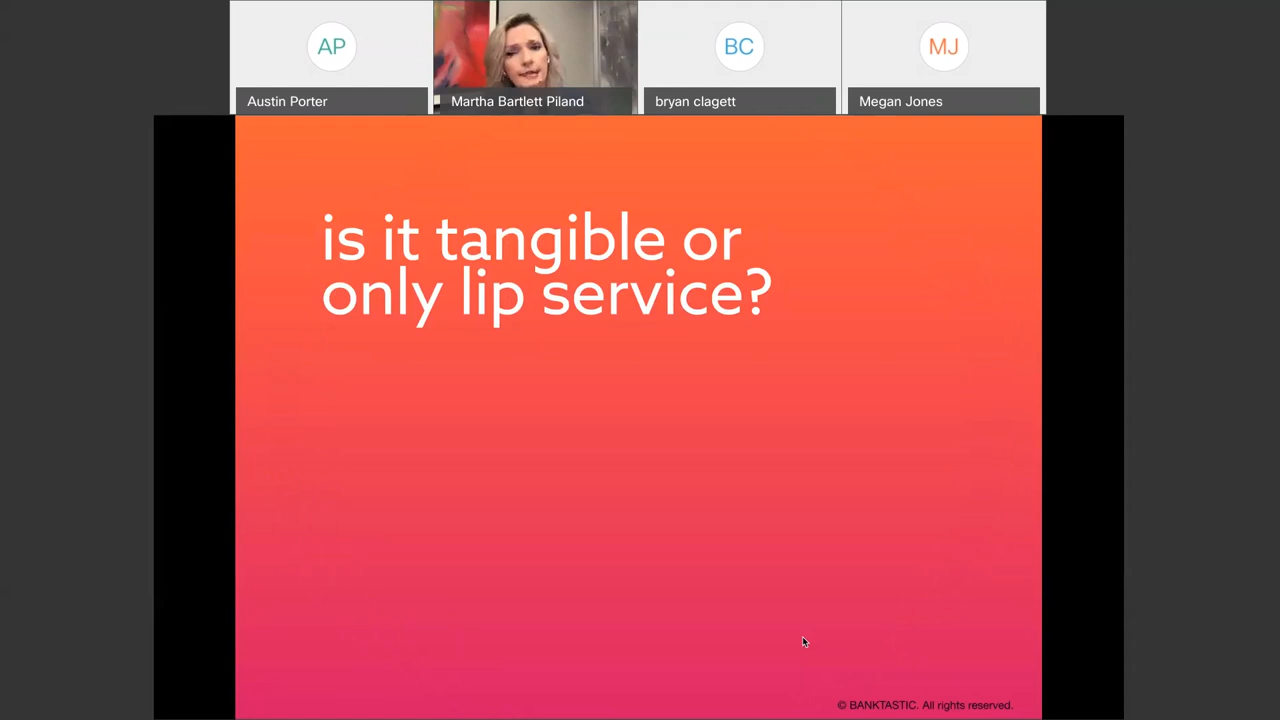 AP
BC
MJ
Austin Porter
Martha Bartlett Piland
bryan clagett
Megan Jones
is it tangible or
only lip service?
© BANKTASTIC. All rights reserved.